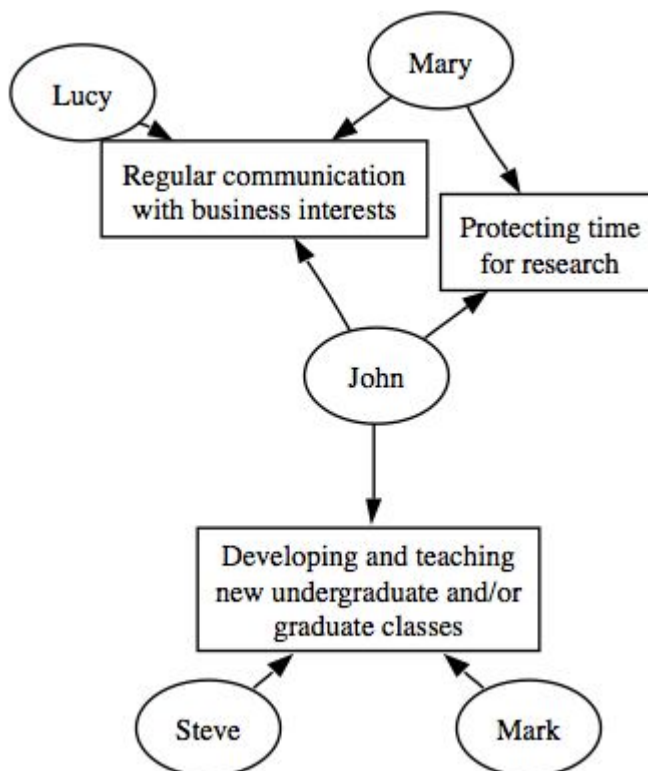 Mary
Lucy
Regular communication
with business interests
Protecting time
for research
John
Developing and teaching
new undergraduate and/or
graduate classes
Steve
Mark